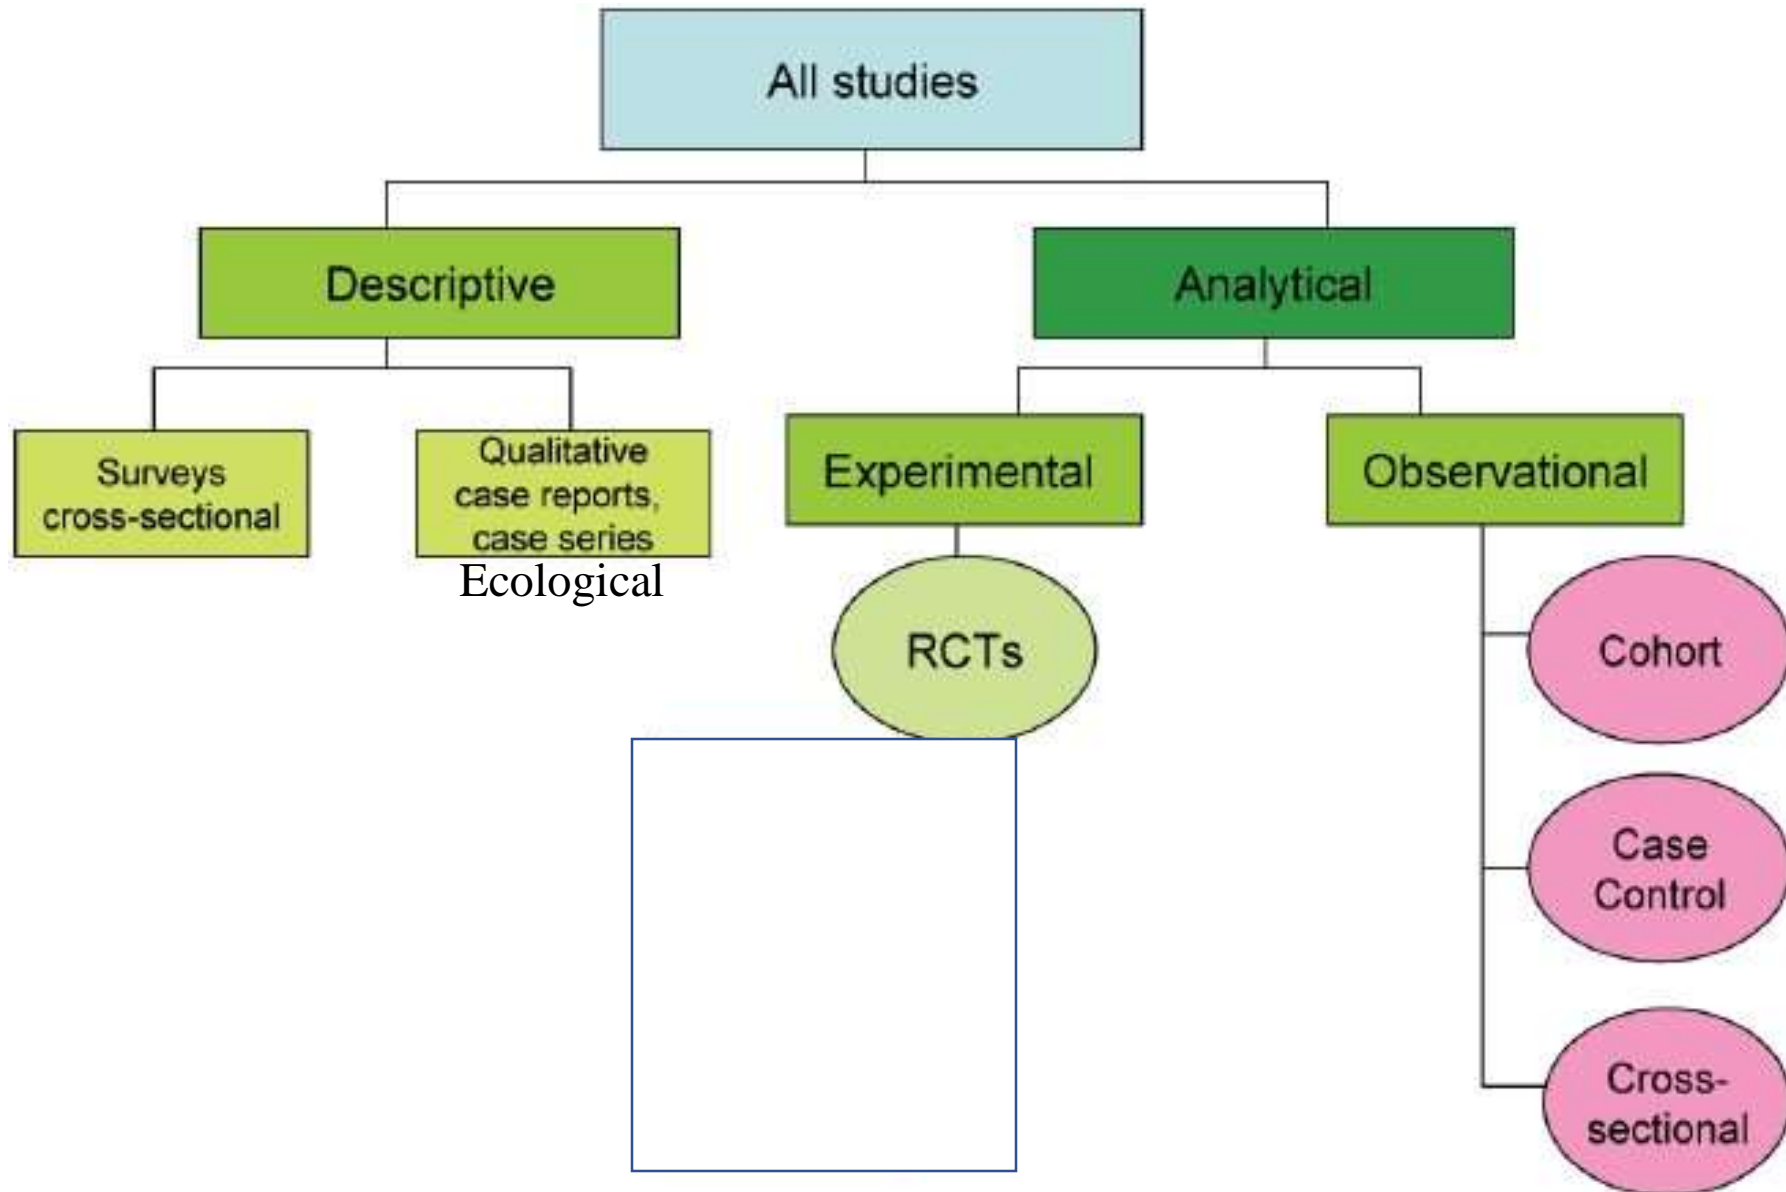 All studies
Descriptive
Analytical
Surveys
cross-sectional
Qualitative
case reports,
case series
Ecological
Experimental
Observational
RCTs
Cohort
Case
Control
Cross-
sectional